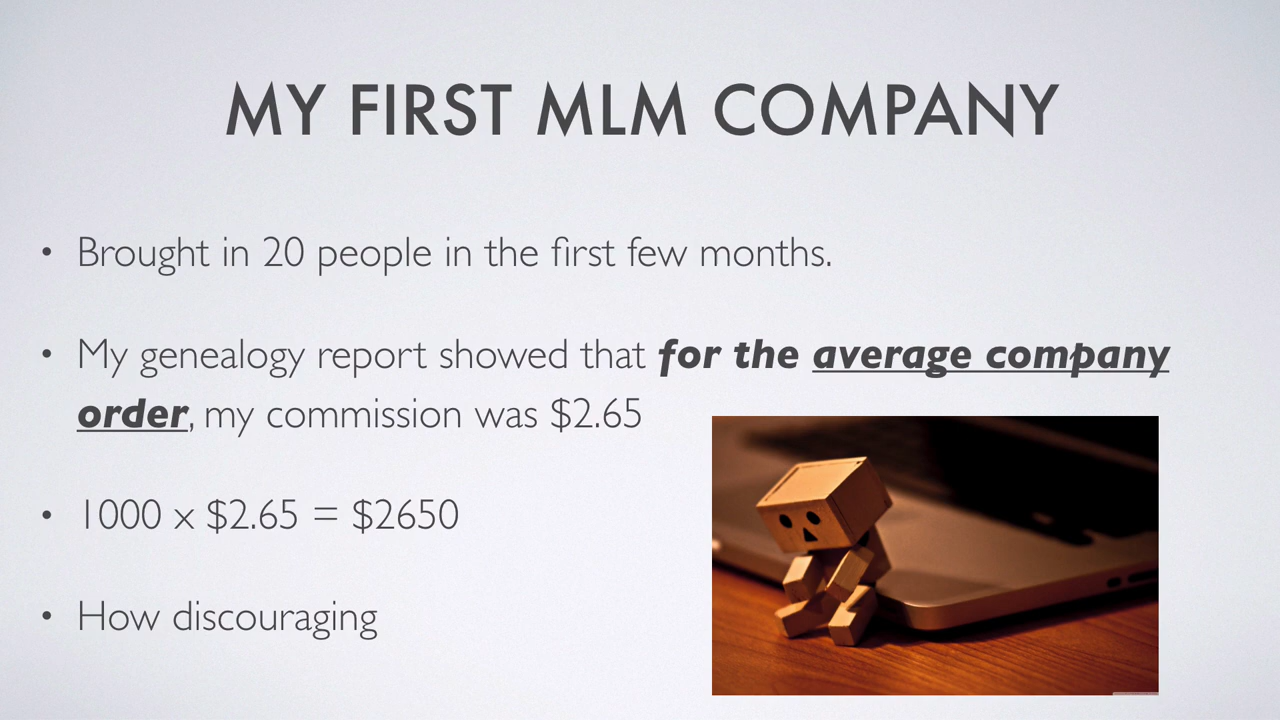 MY FIRST MLM COMPANY
• Brought in 20 people in the first few months.
• My genealogy report showed that for the average company
order, my commission was $2.65
• 1000 x $2.65 = $2650
• How discouraging